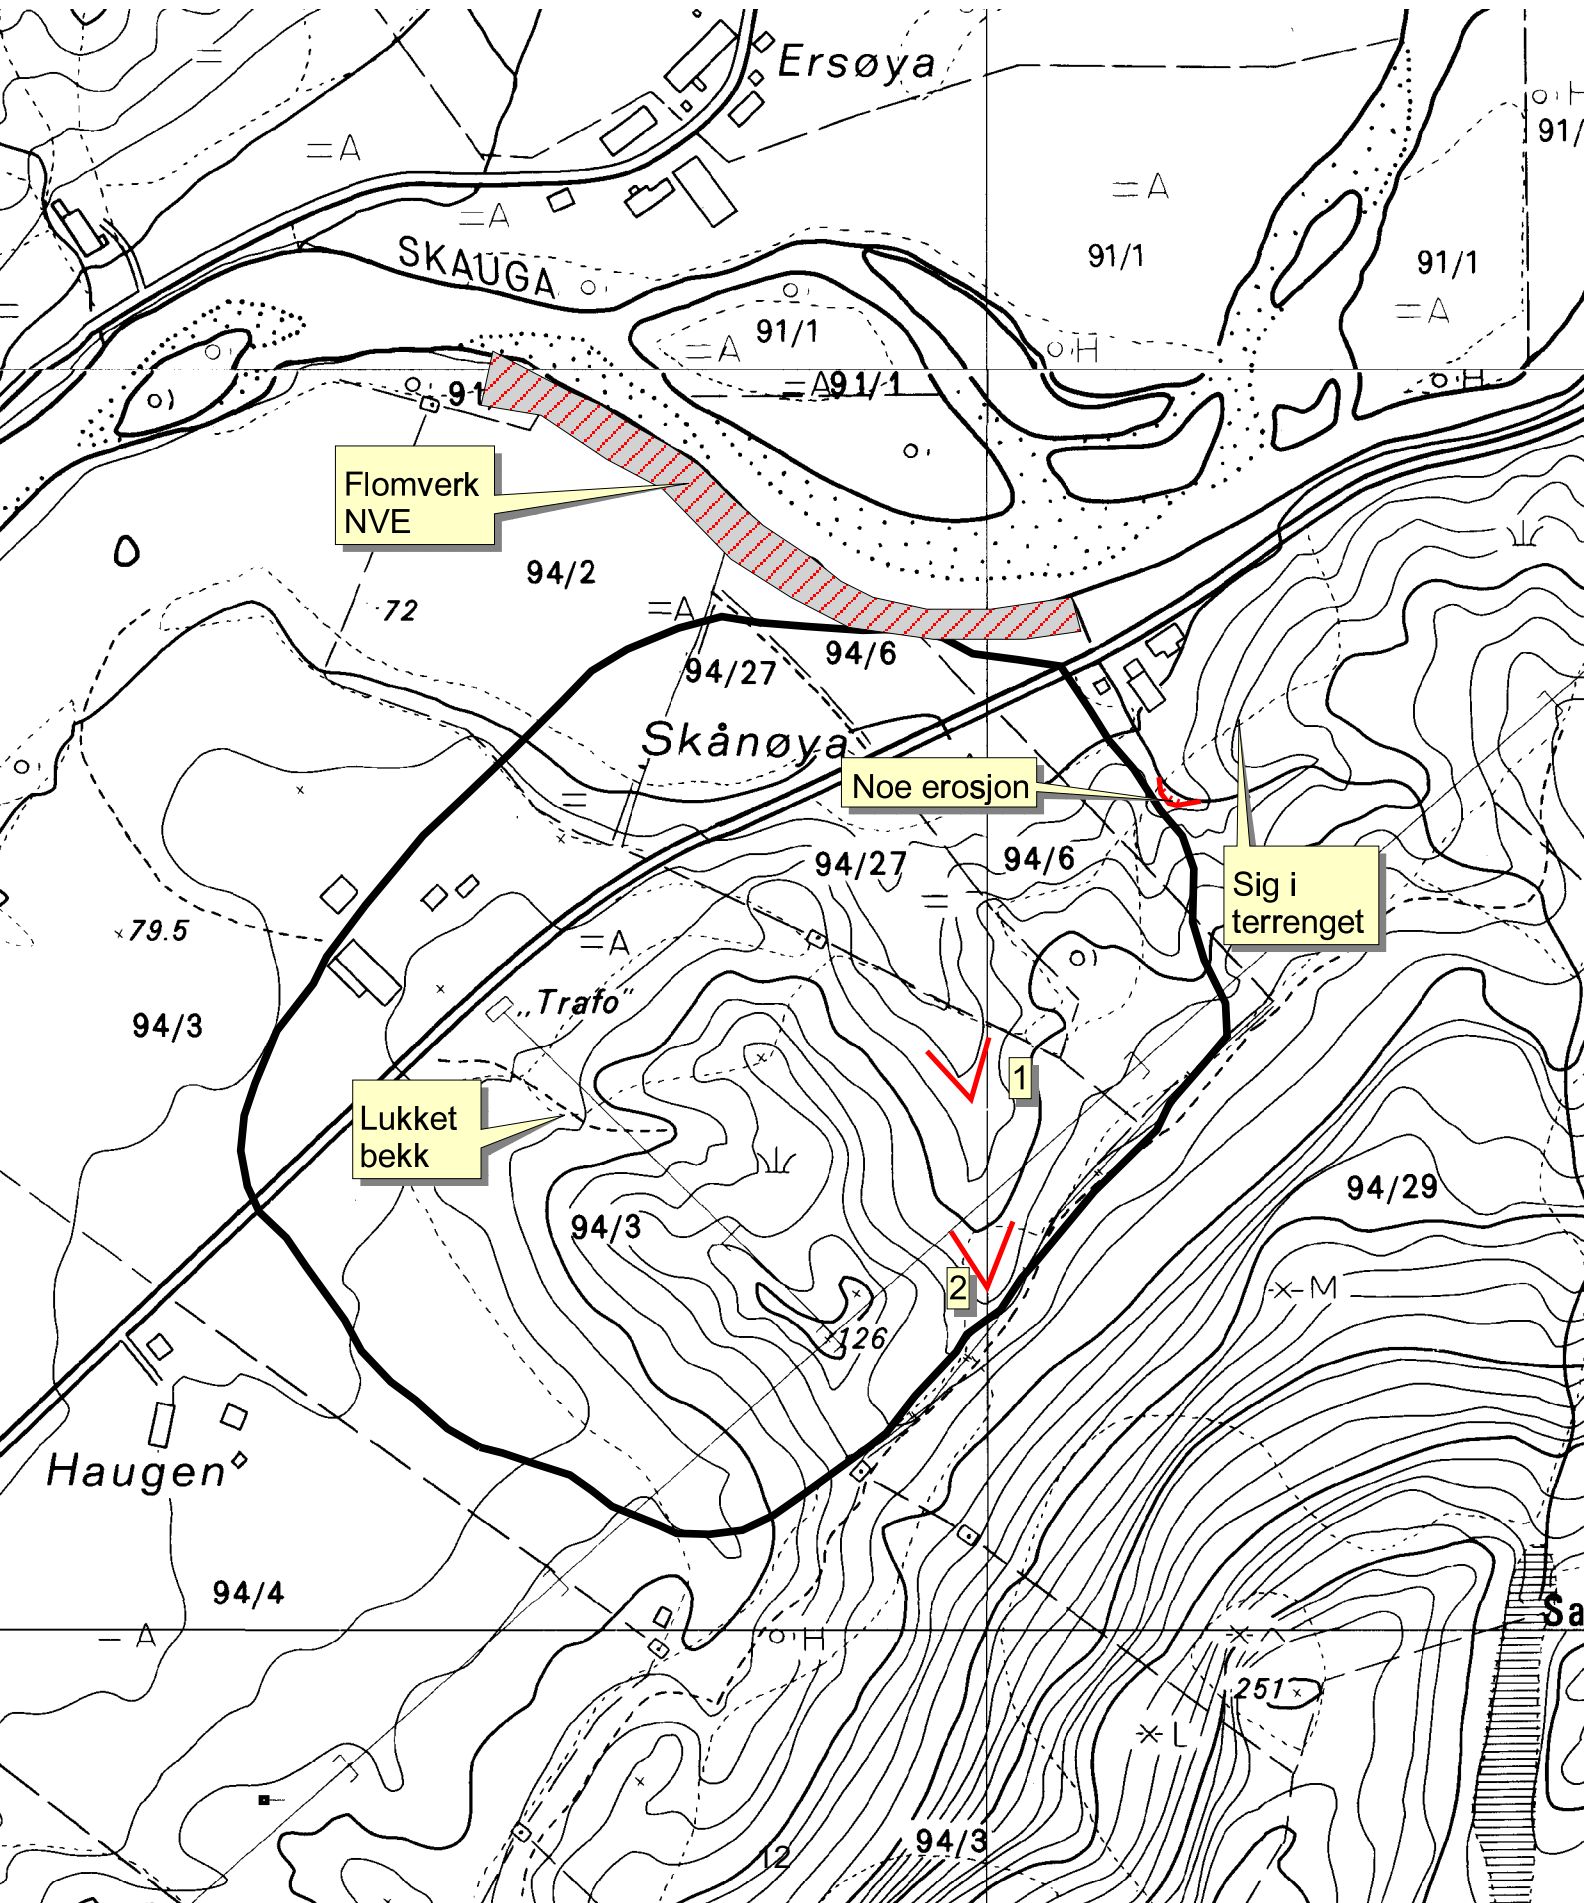 Ersøya
91/
A
A
A
SKAUGA
91/1
91/1
A
91/1
A
H
A 91/1
H
91
Flomverk
NVE
94/2
72
A
94/6
94/27
Skånøya
Noe erosjon
94/27
94/6
Sig i
terrenget
79.5
A
„Trafo"
94/3
1
Lukket
bekk
94/29
94/3
2
M
126
Haugen
94/4
A
H
Sa
251
L
94/3
12